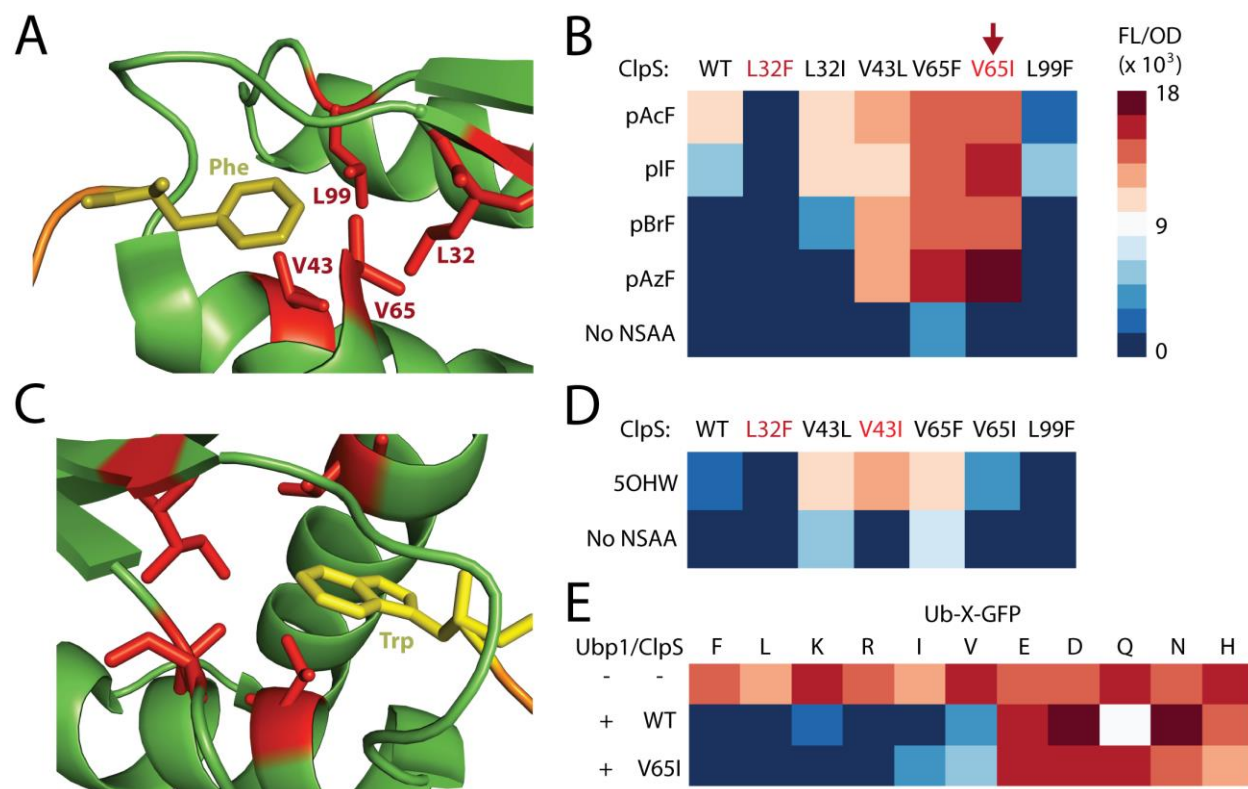 A
Phe
L99
L32
V43
V65
B
FL/OD
(x 10³)
ClpS: WT L32F L32I V43L V65F V65I L99F
18
pAcF
pIF
pBrF
9
pAzF
No NSAA
0
C
Trp
D
ClpS: WT L32F V43L V43I V65F V65I L99F
5OHW
No NSAA
E
Ub-X-GFP
Ubp1/ClpS F L K R I V E D Q N H
- -
+ WT
+ V65I